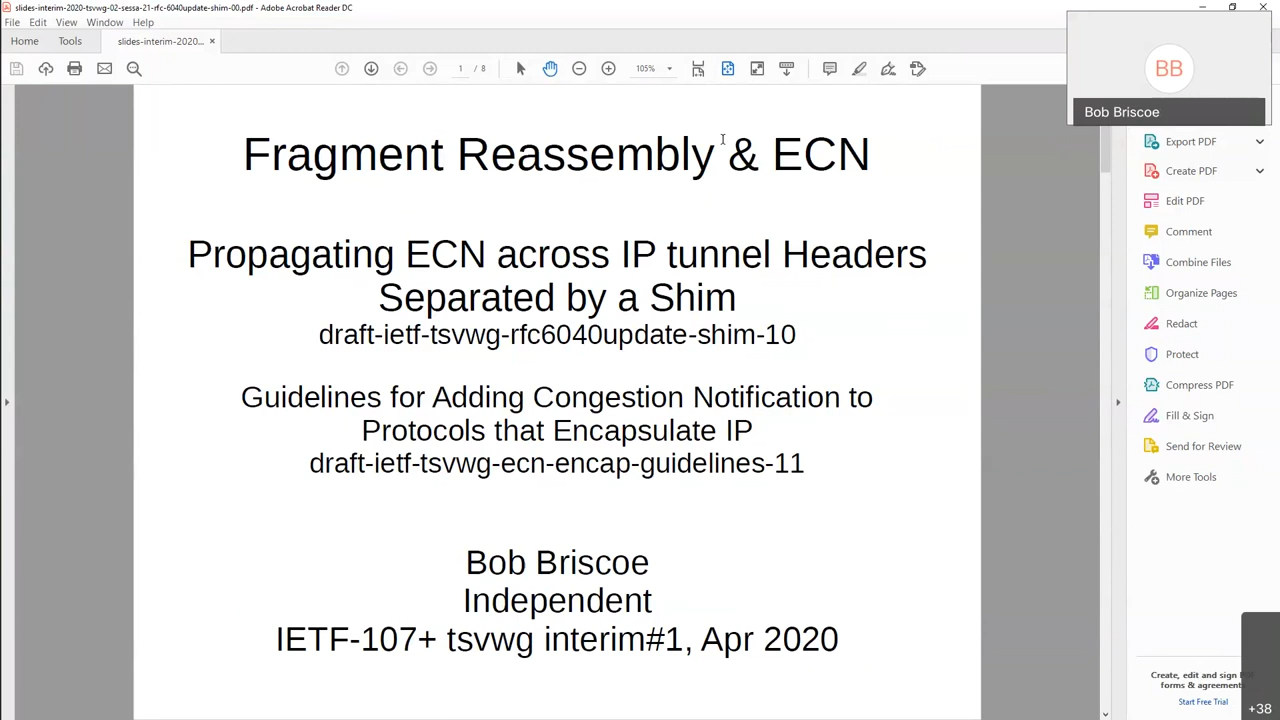 slides-interim-2020-tsvwg-02-sessa-21-rfc-6040update-shim-00.pdf - Adobe Acrobat Reader DC
File Edit View Window Help
Home Tools slides-interim-2020... ×
1 / 8 105%
BB
Bob Briscoe
Fragment Reassembly & ECN
Propagating ECN across IP tunnel Headers
Separated by a Shim
draft-ietf-tsvwg-rfc6040update-shim-10
Guidelines for Adding Congestion Notification to
Protocols that Encapsulate IP
draft-ietf-tsvwg-ecn-encap-guidelines-11
Bob Briscoe
Independent
IETF-107+ tsvwg interim#1, Apr 2020
Export PDF
Create PDF
Edit PDF
Comment
Combine Files
Organize Pages
Redact
Protect
Compress PDF
Fill & Sign
Send for Review
More Tools
Create, edit and sign
forms & agreement
Start Free Trial
+38